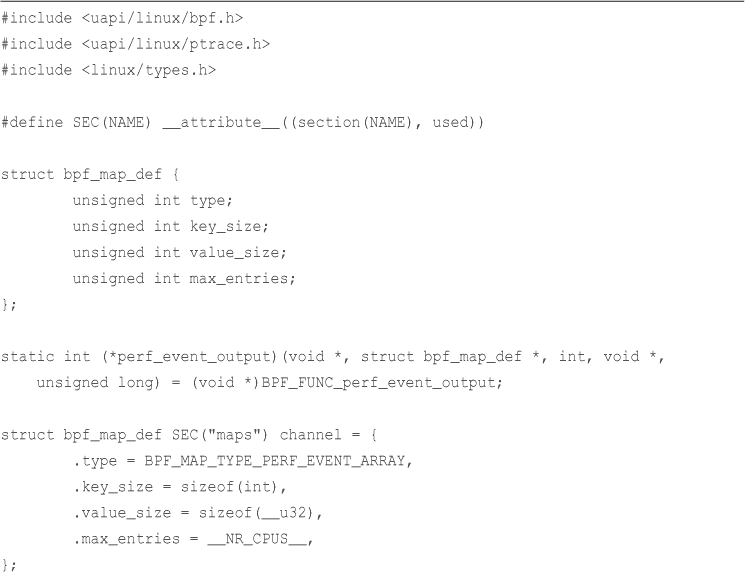 #include <uapi/linux/bpf.h>
#include <uapi/linux/ptrace.h>
#include <linux/types.h>
#define SEC(NAME) __attribute__((section(NAME), used))
struct bpf_map_def {
        unsigned int type;
        unsigned int key_size;
        unsigned int value_size;
        unsigned int max_entries;
};
static int (*perf_event_output)(void *, struct bpf_map_def *, int, void *,
    unsigned long) = (void *)BPF_FUNC_perf_event_output;
struct bpf_map_def SEC("maps") channel = {
        .type = BPF_MAP_TYPE_PERF_EVENT_ARRAY,
        .key_size = sizeof(int),
        .value_size = sizeof(__u32),
        .max_entries = __NR_CPUS__,
};